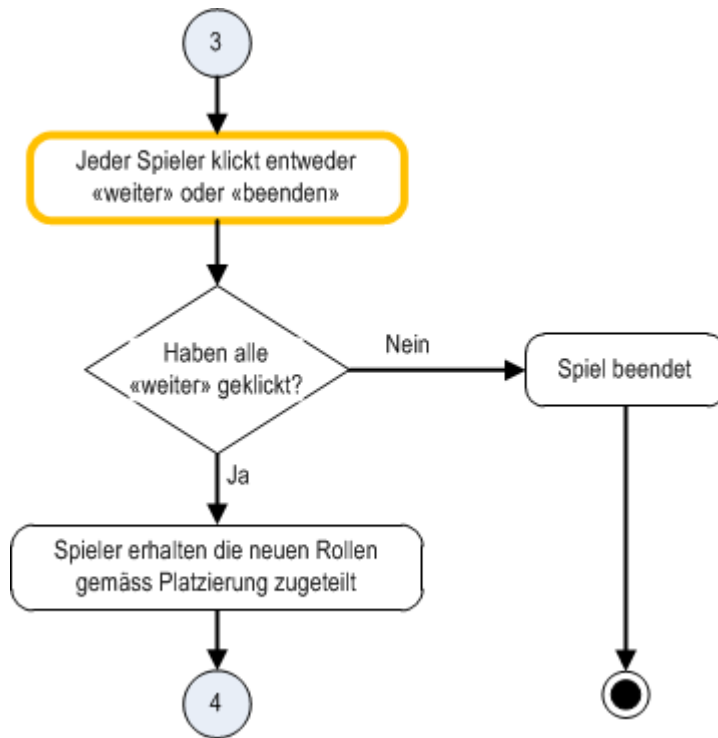 3
Jeder Spieler klickt entweder
«weiter» oder «beenden»
Haben alle
«weiter» geklickt?
Nein
Spiel beendet
Ja
Spieler erhalten die neuen Rollen
gemäss Platzierung zugeteilt
4